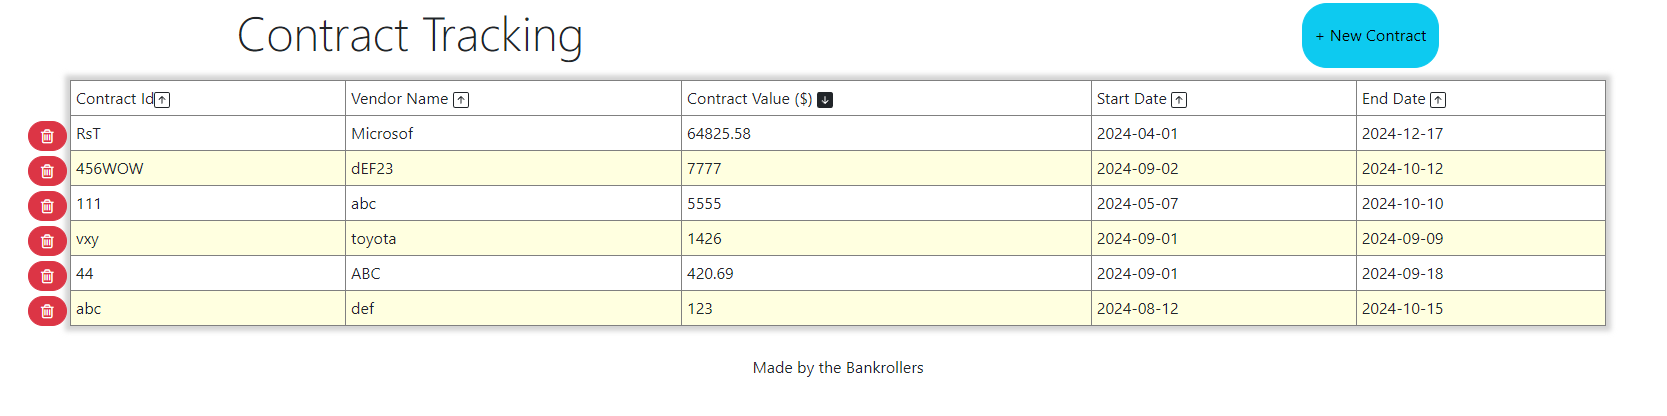 Contract Tracking
+ New Contract
Contract Id Vendor Name Contract Value ($) Start Date End Date
RsT Microsof 64825.58 2024-04-01 2024-12-17
456WOW dEF23 7777 2024-09-02 2024-10-12
111 abc 5555 2024-05-07 2024-10-10
vxy toyota 1426 2024-09-01 2024-09-09
44 ABC 420.69 2024-09-01 2024-09-18
abc def 123 2024-08-12 2024-10-15
Made by the Bankrollers